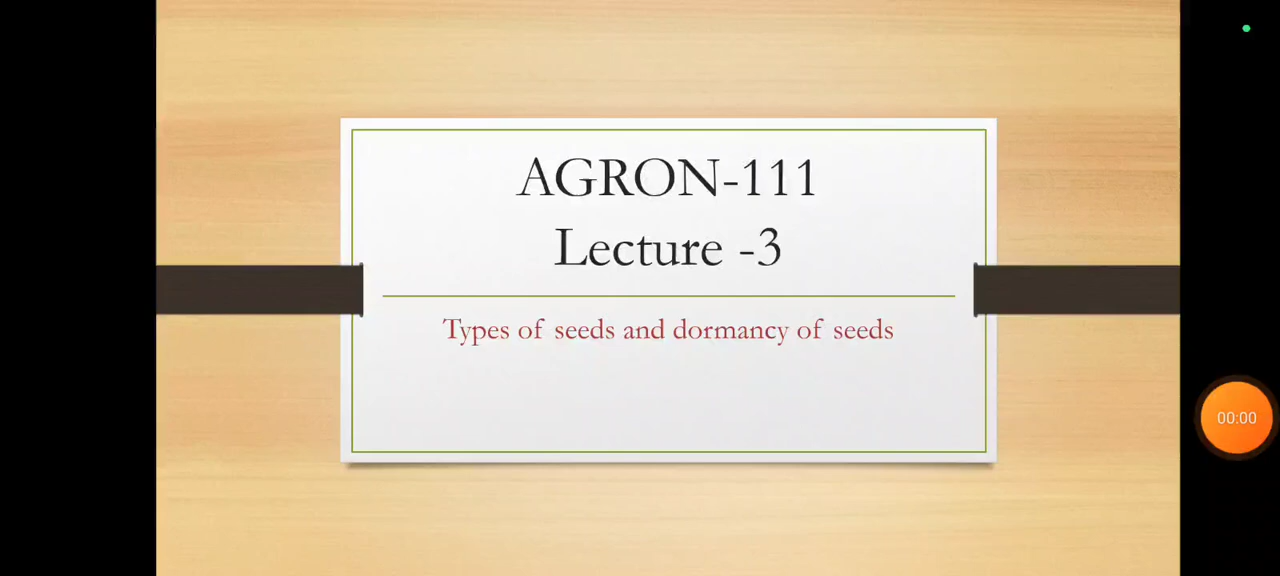 AGRON-111
Lecture -3
Types of seeds and dormancy of seeds
00:00